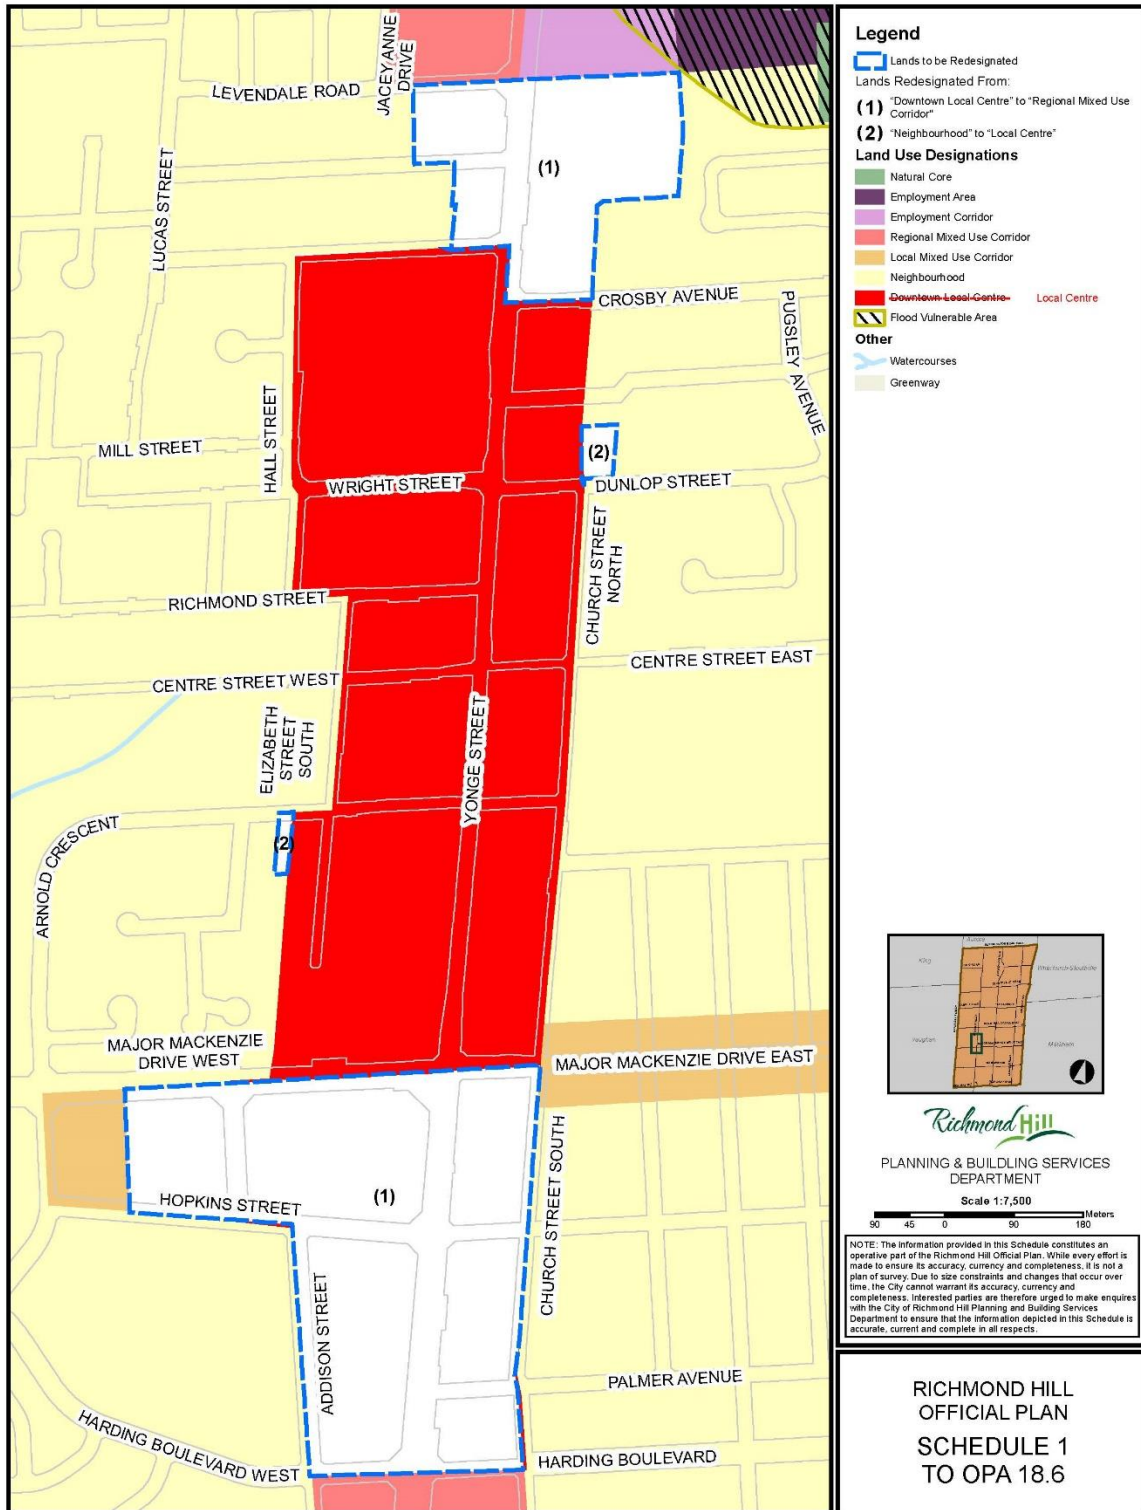 JACEY ANNE
DRIVE
LEVENDALE ROAD
LUCAS STREET
(1)
CROSBY AVENUE
PUGSLEY AVENUE
HALL STREET
MILL STREET
(2)
WRIGHT STREET
DUNLOP STREET
CHURCH STREET
NORTH
RICHMOND STREET
CENTRE STREET EAST
CENTRE STREET WEST
ELIZABETH
STREET
SOUTH
YONGE STREET
ARNOLD CRESCENT
(2)
MAJOR MACKENZIE
DRIVE WEST
MAJOR MACKENZIE DRIVE EAST
HOPKINS STREET
(1)
CHURCH STREET SOUTH
ADDISON STREET
PALMER AVENUE
HARDING BOULEVARD WEST
HARDING BOULEVARD
Legend
Lands to be Redesignated
Lands Redesignated From:
(1) "Downtown Local Centre" to "Regional Mixed Use
Corridor"
(2) "Neighbourhood" to "Local Centre"
Land Use Designations
Natural Core
Employment Area
Employment Corridor
Regional Mixed Use Corridor
Local Mixed Use Corridor
Neighbourhood
Downtown Local Centre Local Centre
Flood Vulnerable Area
Other
Watercourses
Greenway
King
Vaughan
Markham
Richmond Hill
PLANNING & BUILDLING SERVICES
DEPARTMENT
Scale 1:7,500
Meters
90 45 0 90 180
NOTE: The information provided in this Schedule constitutes an
operative part of the Richmond Hill Official Plan. While every effort is
made to ensure its accuracy, currency and completeness, it is not a
plan of survey. Due to size constraints and changes that occur over
time, the City cannot warrant its accuracy, currency and
completeness. Interested parties are therefore urged to make enquires
with the City of Richmond Hill Planning and Building Services
Department to ensure that the information depicted in this Schedule is
accurate, current and complete in all respects.
RICHMOND HILL
OFFICIAL PLAN
SCHEDULE 1
TO OPA 18.6